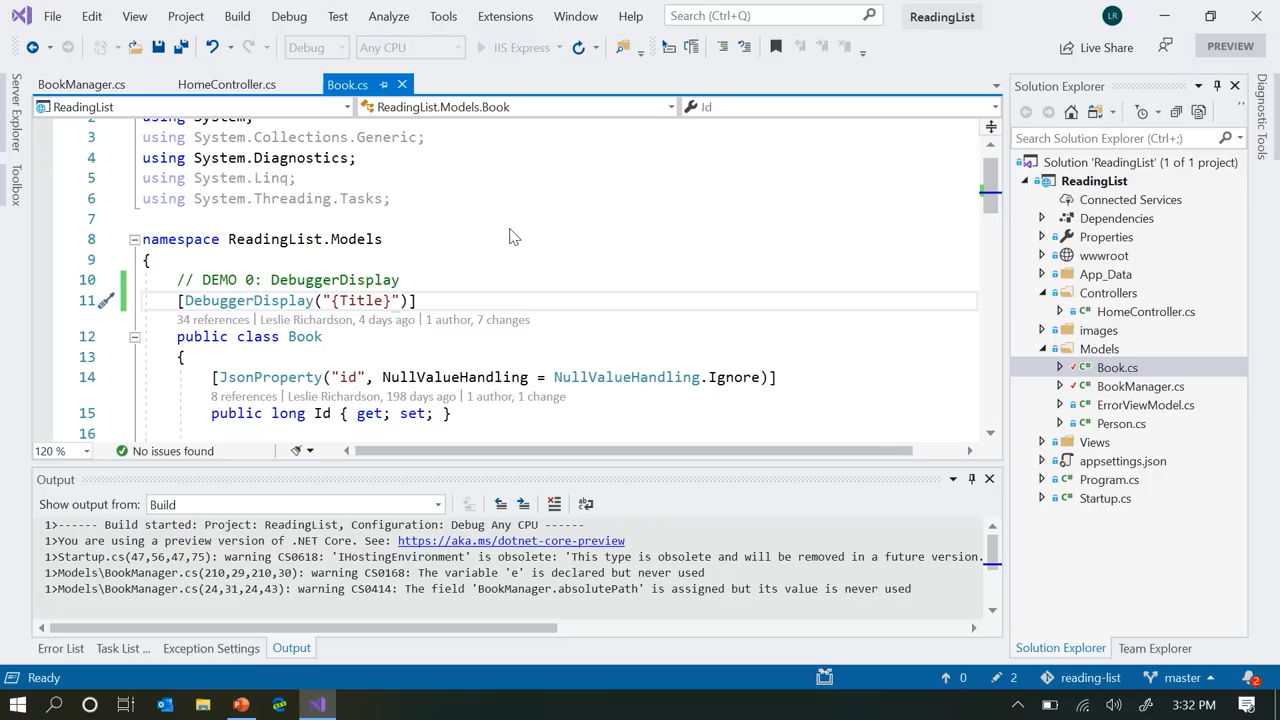 File Edit View Project Build Debug Test Analyze Tools Extensions Window Help Search (Ctrl+Q) ReadingList LR
Debug Any CPU IIS Express Live Share PREVIEW
BookManager.cs HomeController.cs Book.cs
ReadingList ReadingList.Models.Book Id
2 using System;
3 using System.Collections.Generic;
4 using System.Diagnostics;
5 using System.Linq;
6 using System.Threading.Tasks;
7
8 namespace ReadingList.Models
9 {
10 // DEMO 0: DebuggerDisplay
11 [DebuggerDisplay("{Title}")]
34 references | Leslie Richardson, 4 days ago | 1 author, 7 changes
12 public class Book
13 {
14 [JsonProperty("id", NullValueHandling = NullValueHandling.Ignore)]
8 references | Leslie Richardson, 198 days ago | 1 author, 1 change
15 public long Id { get; set; }
16
120 % No issues found
Output
Show output from: Build
1>------ Build started: Project: ReadingList, Configuration: Debug Any CPU ------
1>You are using a preview version of .NET Core. See: https://aka.ms/dotnet-core-preview
1>Startup.cs(47,56,47,75): warning CS0618: 'IHostingEnvironment' is obsolete: 'This type is obsolete and will be removed in a future version.
1>Models\BookManager.cs(210,29,210,30): warning CS0168: The variable 'e' is declared but never used
1>Models\BookManager.cs(24,31,24,43): warning CS0414: The field 'BookManager.absolutePath' is assigned but its value is never used
Error List Task List ... Exception Settings Output
Server Explorer
Toolbox
Solution Explorer
Search Solution Explorer (Ctrl+;)
Solution 'ReadingList' (1 of 1 project)
ReadingList
Connected Services
Dependencies
Properties
wwwroot
App_Data
Controllers
C# HomeController.cs
images
Models
C# Book.cs
C# BookManager.cs
C# ErrorViewModel.cs
C# Person.cs
Views
appsettings.json
C# Program.cs
C# Startup.cs
Solution Explorer Team Explorer
Diagnostic Tools
Ready 0 2 reading-list master 2
3:32 PM